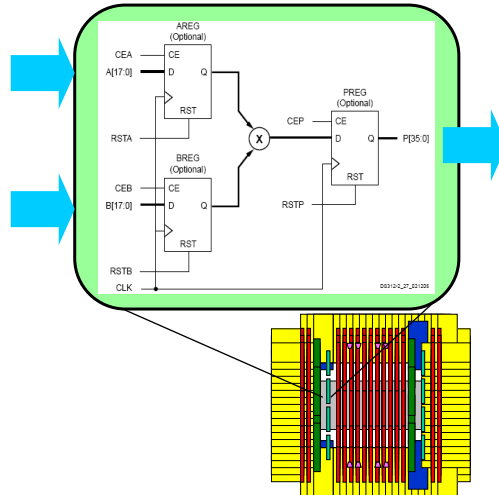 AREG
(Optional)
CEA CE
A[17:0] D Q
RST
RSTA
BREG
(Optional)
CEB CE
B[17:0] D Q
RST
RSTB
CLK
X
PREG
(Optional)
CEP CE
D Q P[35:0]
RST
RSTP
DS312-2_27_021205